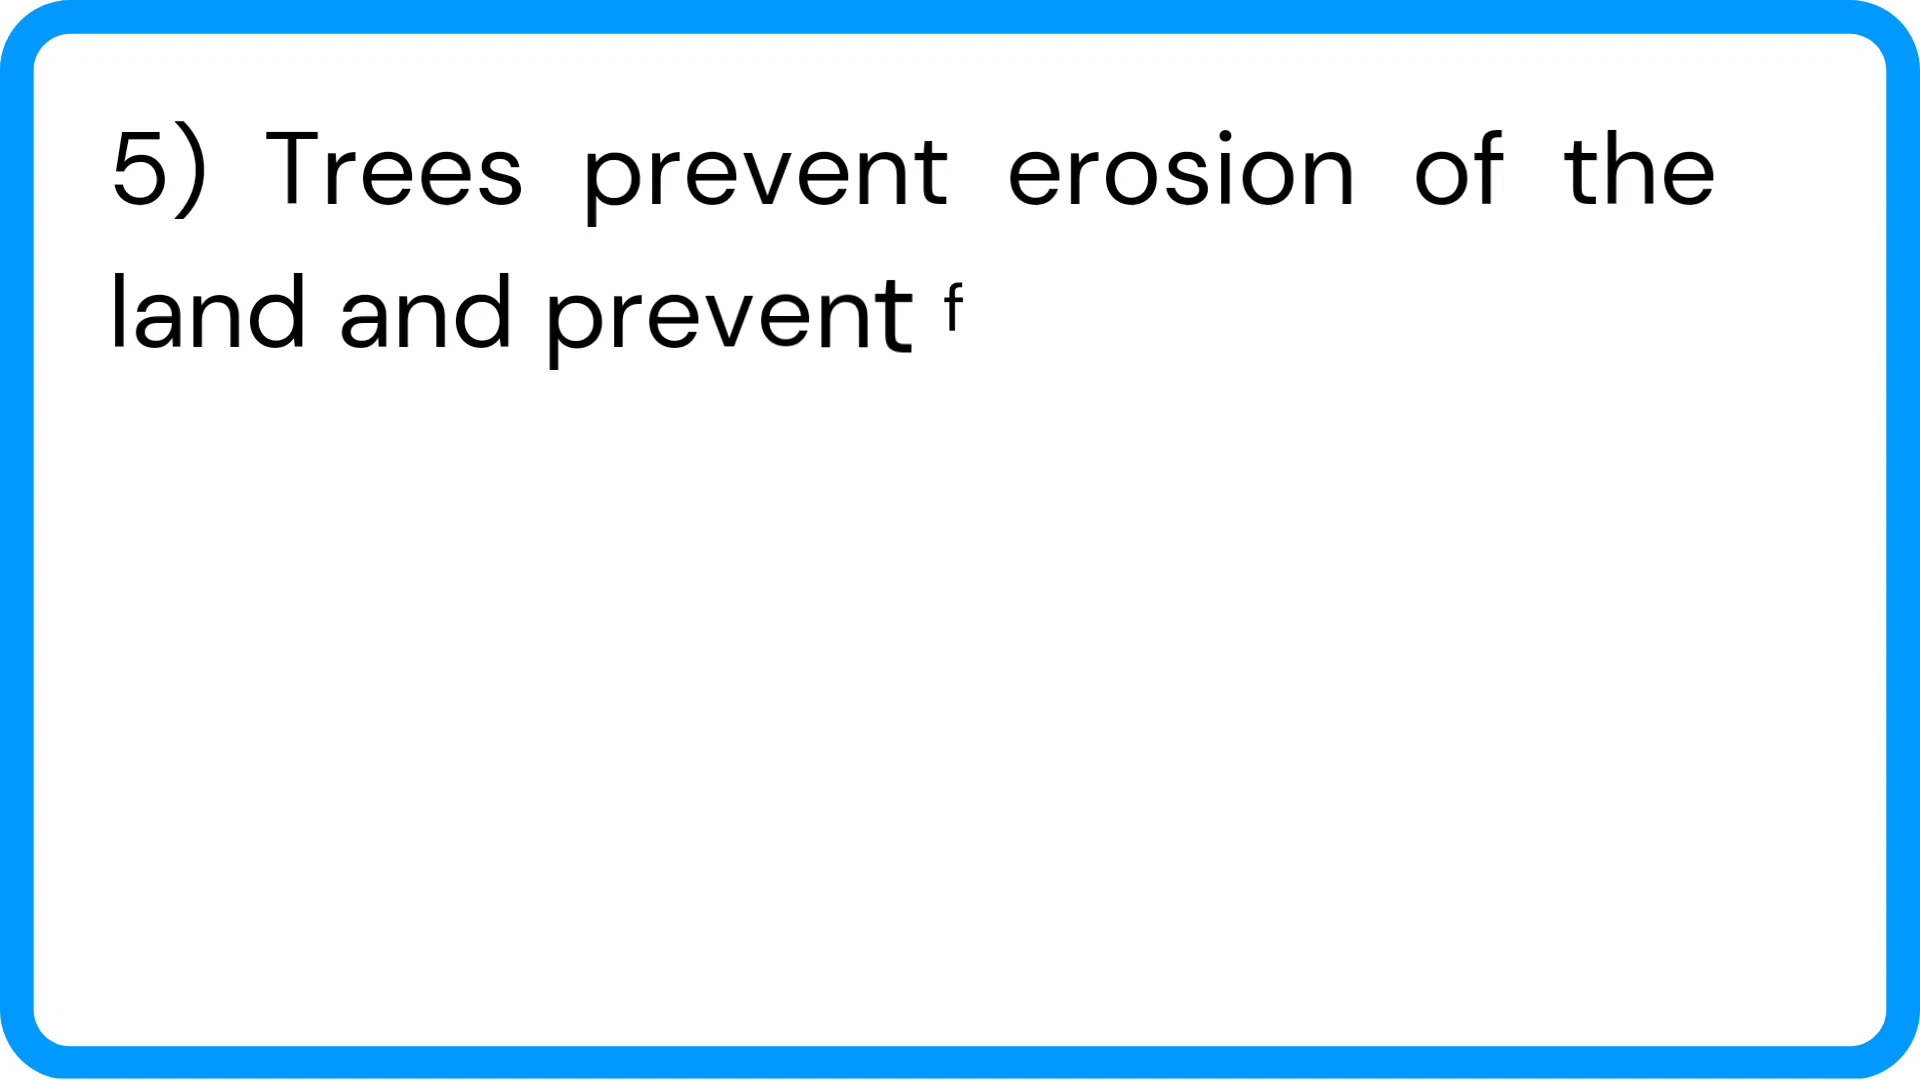 5) Trees prevent erosion of the
land and prevent f